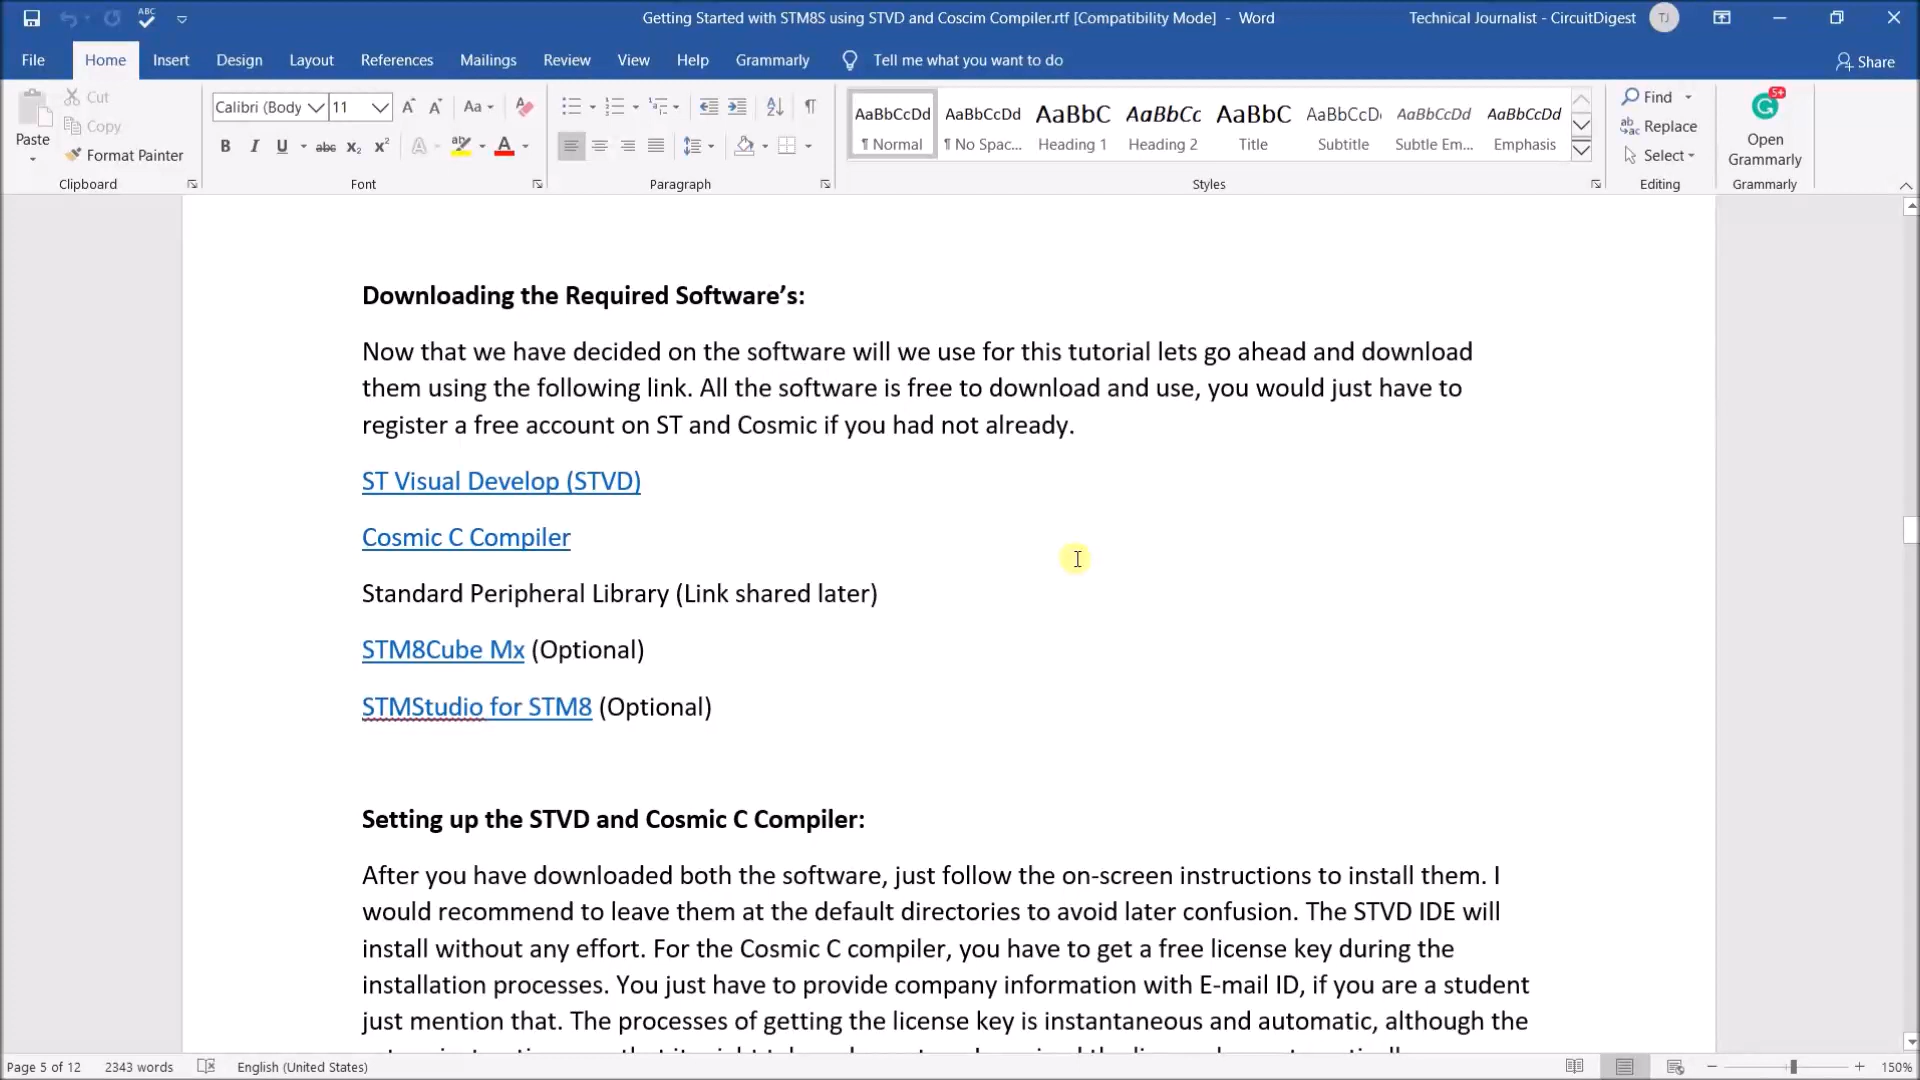 Getting Started with STM8S using STVD and Coscim Compiler.rtf [Compatibility Mode] - Word
Technical Journalist - CircuitDigest TJ
File Home Insert Design Layout References Mailings Review View Help Grammarly Tell me what you want to do Share
Paste
Cut
Copy
Format Painter
Clipboard
Calibri (Body 11
Font
Paragraph
AaBbCcDd AaBbCcDd AaBbC AaBbCc AaBbC AaBbCcD AaBbCcDd AaBbCcDd
¶ Normal ¶ No Spac... Heading 1 Heading 2 Title Subtitle Subtle Em... Emphasis
Styles
Find
Replace
Select
Editing
5+
Open
Grammarly
Grammarly
Downloading the Required Software’s:
Now that we have decided on the software will we use for this tutorial lets go ahead and download
them using the following link. All the software is free to download and use, you would just have to
register a free account on ST and Cosmic if you had not already.
ST Visual Develop (STVD)
Cosmic C Compiler
Standard Peripheral Library (Link shared later)
STM8Cube Mx (Optional)
STMStudio for STM8 (Optional)
Setting up the STVD and Cosmic C Compiler:
After you have downloaded both the software, just follow the on-screen instructions to install them. I
would recommend to leave them at the default directories to avoid later confusion. The STVD IDE will
install without any effort. For the Cosmic C compiler, you have to get a free license key during the
installation processes. You just have to provide company information with E-mail ID, if you are a student
just mention that. The processes of getting the license key is instantaneous and automatic, although the
Page 5 of 12 2343 words English (United States) 150%